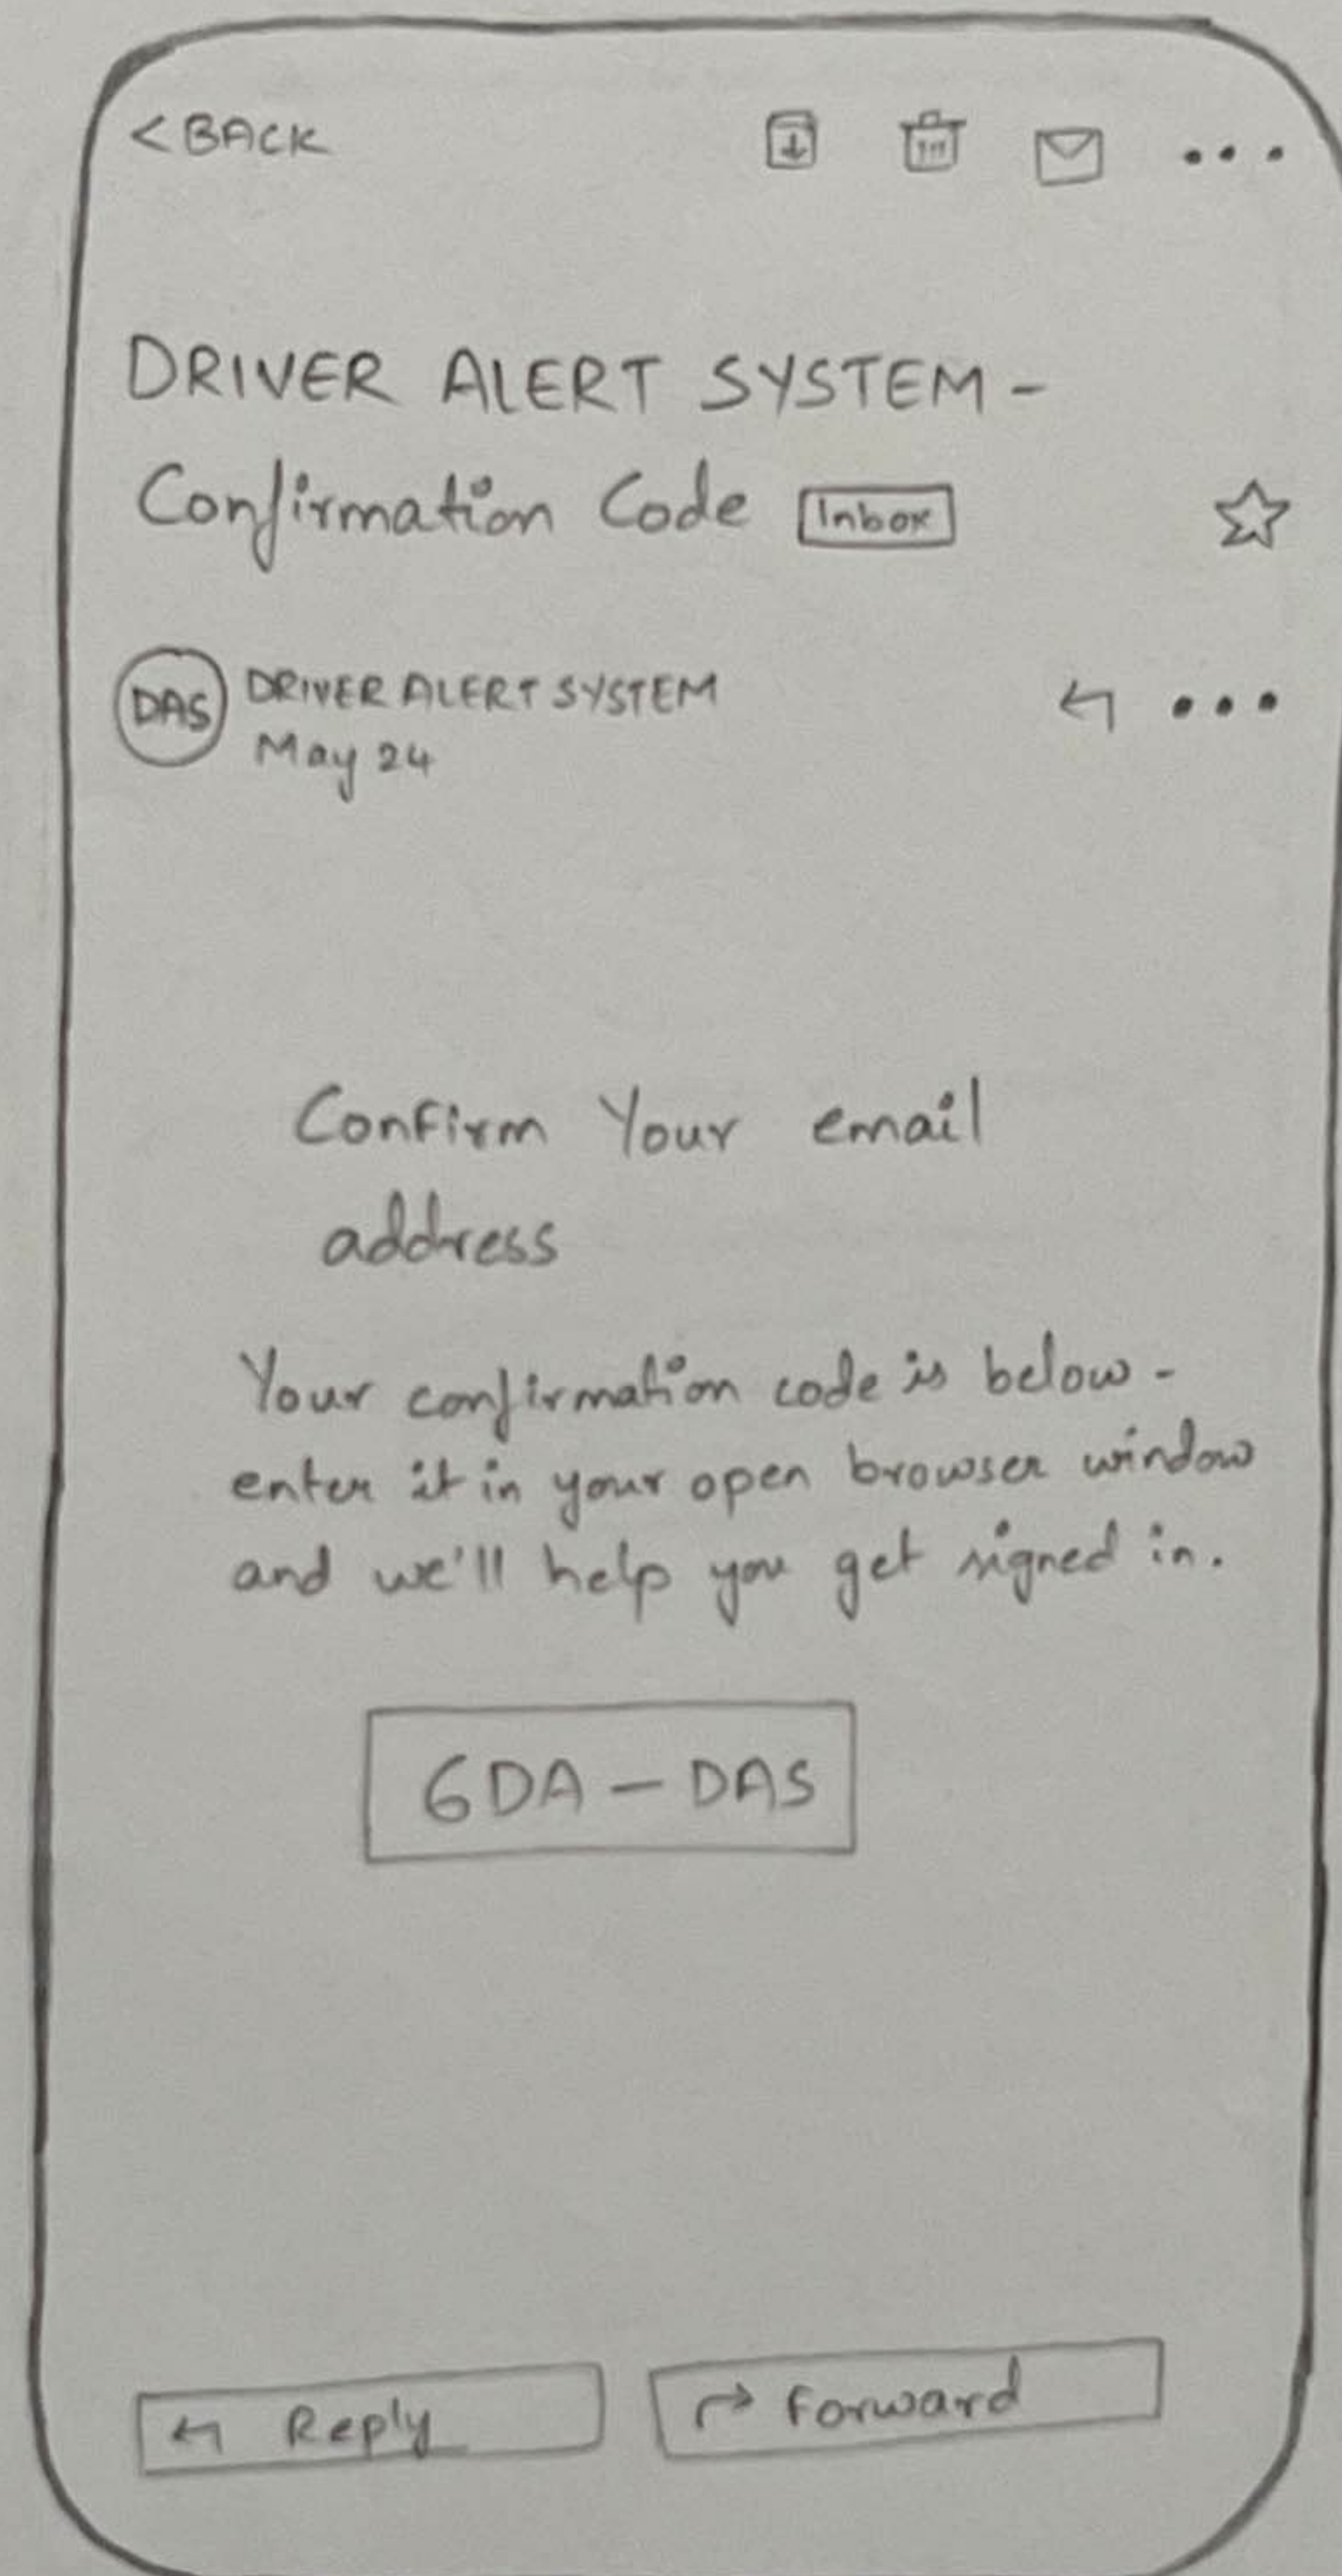 < BACK
DRIVER ALERT SYSTEM -
Confirmation Code Inbox
DAS DRIVER ALERT SYSTEM
May 24
Confirm Your email
address
Your confirmation code is below -
enter it in your open browser window
and we'll help you get signed in.
6DA - DAS
Reply Forward